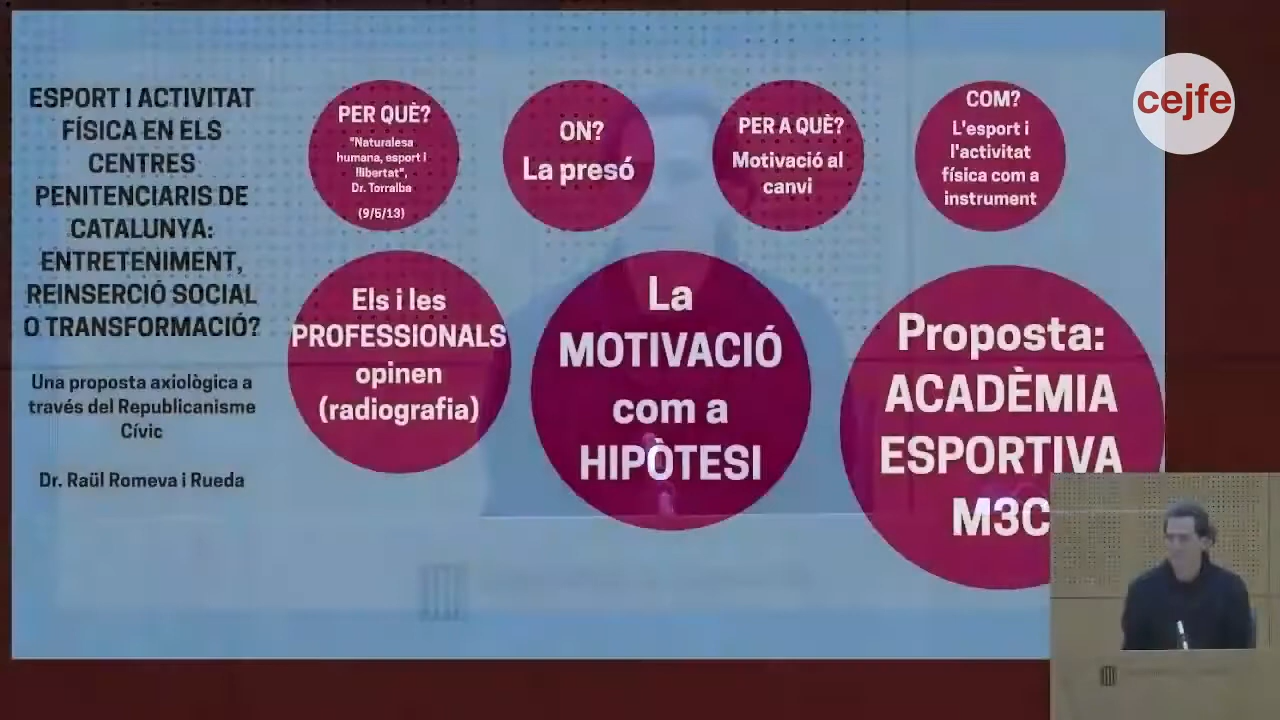 ESPORT I ACTIVITAT
FÍSICA EN ELS
CENTRES
PENITENCIARIS DE
CATALUNYA:
ENTRETENIMENT,
REINSERCIÓ SOCIAL
O TRANSFORMACIÓ?
Una proposta axiològica a
través del Republicanisme
Cívic
Dr. Raül Romeva i Rueda
PER QUÈ?
"Naturalesa
humana, esport i
llibertat",
Dr. Torralba
(9/5/13)
ON?
La presó
PER A QUÈ?
Motivació al
canvi
COM?
L'esport i
l'activitat
física com a
instrument
Els i les
PROFESSIONALS
opinen
(radiografia)
La
MOTIVACIÓ
com a
HIPÒTESI
Proposta:
ACADÈMIA
ESPORTIVA
M3C
cejfe